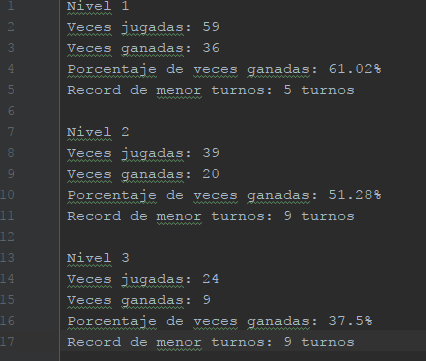 1 Nivel 1
2 Veces jugadas: 59
3 Veces ganadas: 36
4 Porcentaje de veces ganadas: 61.02%
5 Record de menor turnos: 5 turnos
6
7 Nivel 2
8 Veces jugadas: 39
9 Veces ganadas: 20
10 Porcentaje de veces ganadas: 51.28%
11 Record de menor turnos: 9 turnos
12
13 Nivel 3
14 Veces jugadas: 24
15 Veces ganadas: 9
16 Porcentaje de veces ganadas: 37.5%
17 Record de menor turnos: 9 turnos